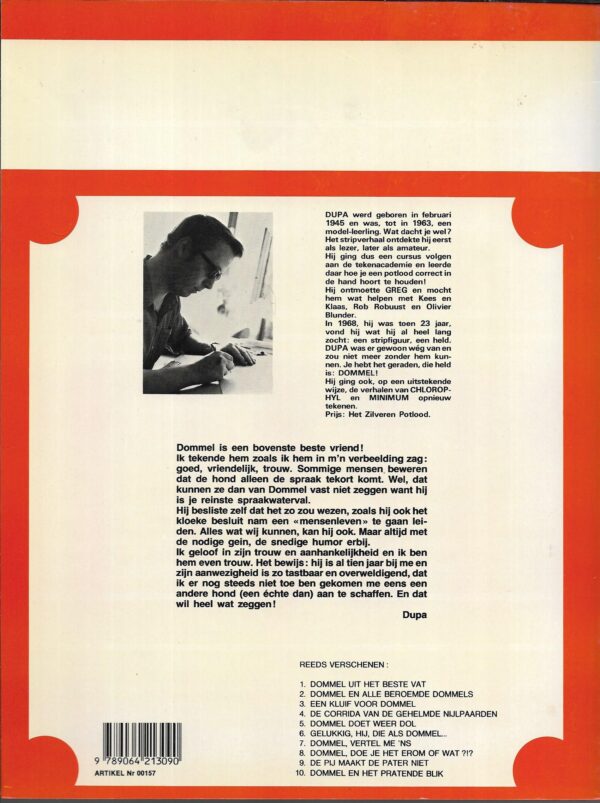 DUPA werd geboren in februari
1945 en was, tot in 1963, een
model-leerling. Wat dacht je wel?
Het stripverhaal ontdekte hij eerst
als lezer, later als amateur.
Hij ging dus een cursus volgen
aan de tekenacademie en leerde
daar hoe je een potlood correct in
de hand hoort te houden!
Hij ontmoette GREG en mocht
hem wat helpen met Kees en
Klaas, Rob Robuust en Olivier
Blunder.
In 1968, hij was toen 23 jaar,
vond hij wat hij al heel lang
zocht: een stripfiguur, een held.
DUPA was er gewoon wég van en
zou niet meer zonder hem kun-
nen. Je hebt het geraden, die held
is: DOMMEL!
Hij ging ook, op een uitstekende
wijze, de verhalen van CHLOROP-
HYL en MINIMUM opnieuw
tekenen.
Prijs: Het Zilveren Potlood.
Dommel is een bovenste beste vriend!
Ik tekende hem zoals ik hem in m'n verbeelding zag:
goed, vriendelijk, trouw. Sommige mensen beweren
dat de hond alleen de spraak tekort komt. Wel, dat
kunnen ze dan van Dommel vast niet zeggen want hij
is je reinste spraakwaterval.
Hij besliste zelf dat het zo zou wezen, zoals hij ook het
kloeke besluit nam een «mensenleven» te gaan lei-
den. Alles wat wij kunnen, kan hij ook. Maar altijd met
de nodige gein, de snedige humor erbij.
Ik geloof in zijn trouw en aanhankelijkheid en ik ben
hem even trouw. Het bewijs: hij is al tien jaar bij me en
zijn aanwezigheid is zo tastbaar en overweldigend, dat
ik er nog steeds niet toe ben gekomen me eens een
andere hond (een échte dan) aan te schaffen. En dat
wil heel wat zeggen!
Dupa
REEDS VERSCHENEN:
1. DOMMEL UIT HET BESTE VAT
2. DOMMEL EN ALLE BEROEMDE DOMMELS
3. EEN KLUIF VOOR DOMMEL
4. DE CORRIDA VAN DE GEHELMDE NIJLPAARDEN
5. DOMMEL DOET WEER DOL
6. GELUKKIG, HIJ, DIE ALS DOMMEL...
7. DOMMEL, VERTEL ME 'NS
8. DOMMEL, DOE JE HET EROM OF WAT ?!?
9. DE PIJ MAAKT DE PATER NIET
10. DOMMEL EN HET PRATENDE BLIK
9 789064 213090
ARTIKEL Nr 00157